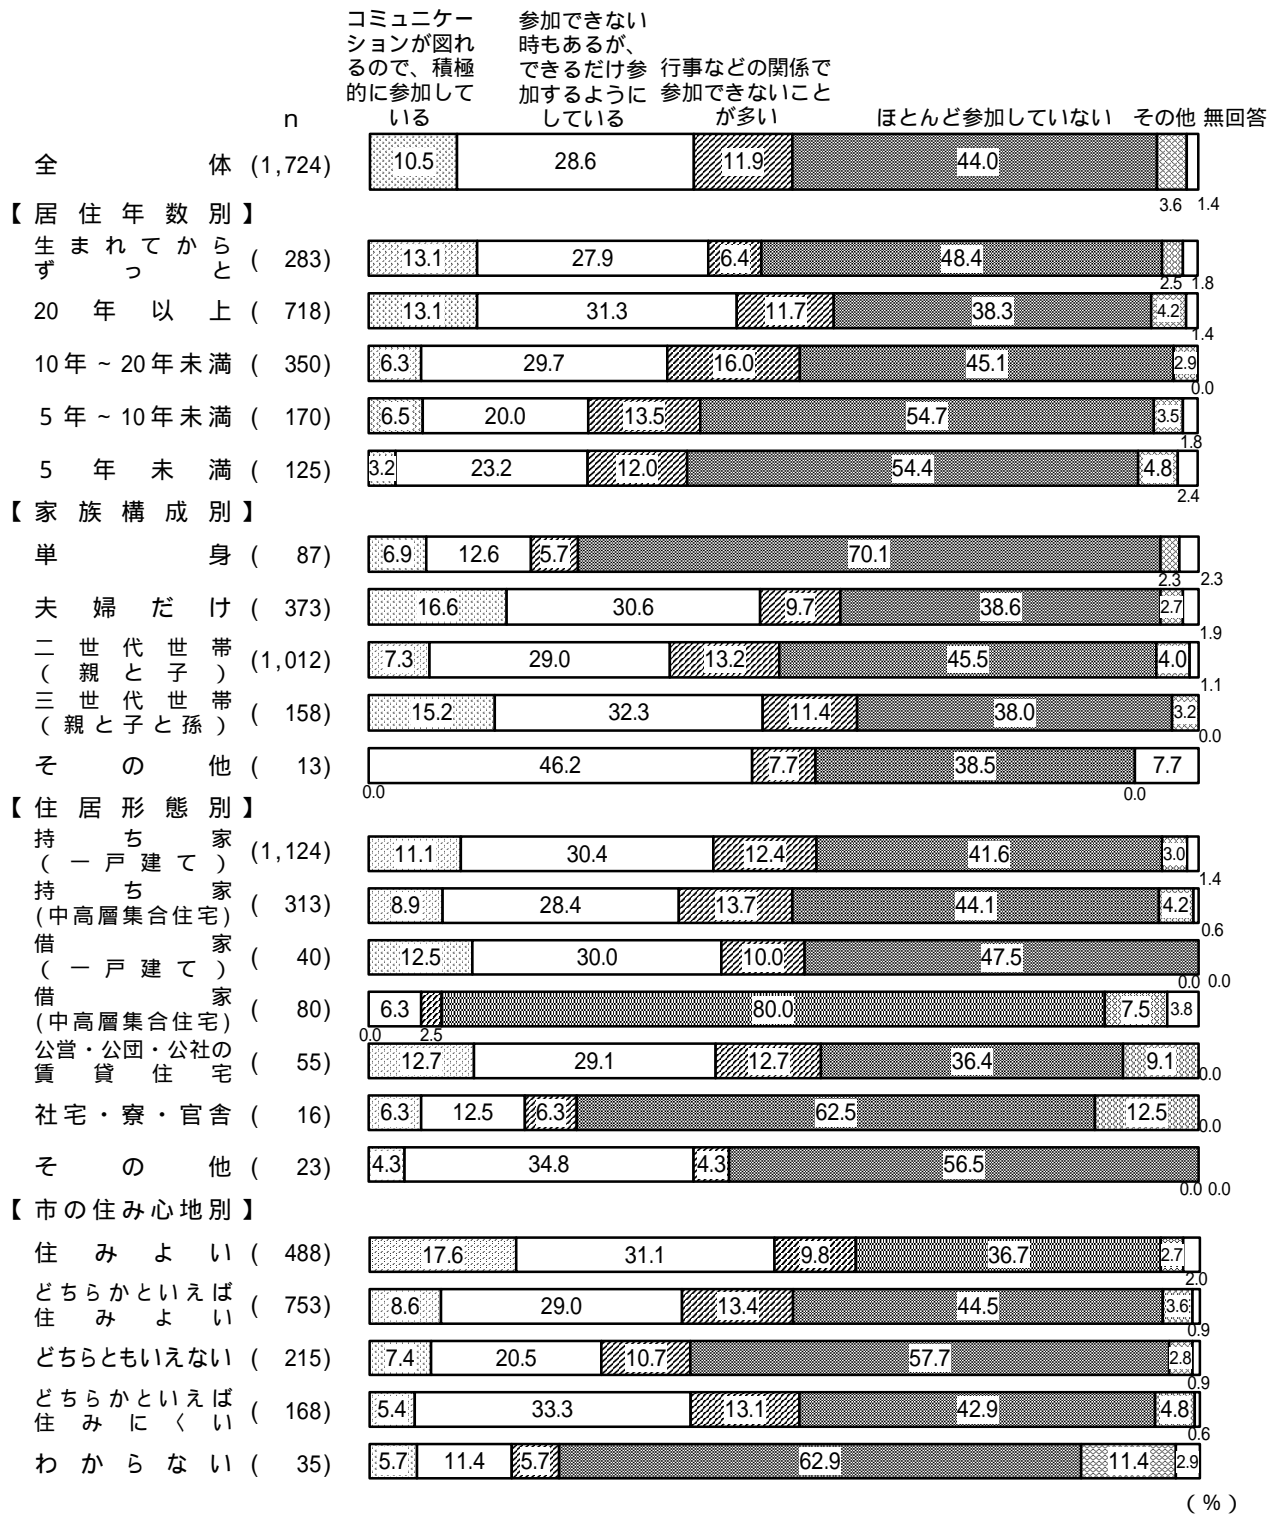 コミュニケー
ションが図れ
るので、積極
的に参加して
いる
参加できない
時もあるが、
できるだけ参
加するように
している
行事などの関係で
参加できないこと
が多い
ほとんど参加していない
その他
無回答
n
全体 (1,724) 10.5 28.6 11.9 44.0
3.6 1.4
【居住年数別】
生まれてから
ずっと
( 283) 13.1 27.9 6.4 48.4
2.5 1.8
20年以上 ( 718) 13.1 31.3 11.7 38.3 4.2
1.4
10年~20年未満 ( 350) 6.3 29.7 16.0 45.1 2.9
0.0
5年~10年未満 ( 170) 6.5 20.0 13.5 54.7 3.5
1.8
5年未満 ( 125) 3.2 23.2 12.0 54.4 4.8
2.4
【家族構成別】
単身 ( 87) 6.9 12.6 5.7 70.1
2.3 2.3
夫婦だけ ( 373) 16.6 30.6 9.7 38.6 2.7
1.9
二世代世帯
(親と子)
(1,012) 7.3 29.0 13.2 45.5 4.0
1.1
三世代世帯
(親と子と孫)
( 158) 15.2 32.3 11.4 38.0 3.2
0.0
その他 ( 13) 46.2 7.7 38.5 7.7
0.0 0.0
【住居形態別】
持ち家
(一戸建て)
(1,124) 11.1 30.4 12.4 41.6 3.0
1.4
持ち家
(中高層集合住宅)
( 313) 8.9 28.4 13.7 44.1 4.2
0.6
借家
(一戸建て)
( 40) 12.5 30.0 10.0 47.5
0.0 0.0
借家
(中高層集合住宅)
( 80) 6.3 80.0 7.5 3.8
0.0 2.5
公営・公団・公社の
賃貸住宅
( 55) 12.7 29.1 12.7 36.4 9.1
0.0
社宅・寮・官舎 ( 16) 6.3 12.5 6.3 62.5 12.5
0.0
その他 ( 23) 4.3 34.8 4.3 56.5
0.0 0.0
【市の住み心地別】
住みよい ( 488) 17.6 31.1 9.8 36.7 2.7
2.0
どちらかといえば
住みよい
( 753) 8.6 29.0 13.4 44.5 3.6
0.9
どちらともいえない ( 215) 7.4 20.5 10.7 57.7 2.8
0.9
どちらかといえば
住みにくい
( 168) 5.4 33.3 13.1 42.9 4.8
0.6
わからない ( 35) 5.7 11.4 5.7 62.9 11.4 2.9
(%)